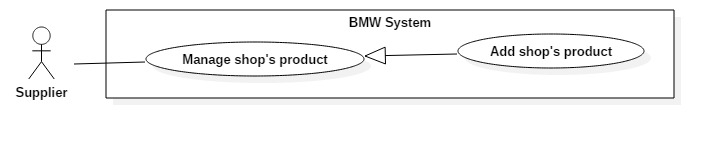 BMW System
Manage shop's product
Add shop's product
Supplier